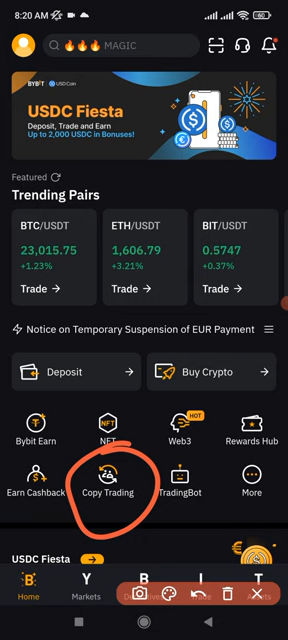 8:20 AM
60
MAGIC
BYBIT USDCoin
USDC Fiesta
Deposit, Trade and Earn
Up to 2,000 USDC in Bonuses!
Featured
Trending Pairs
BTC/USDT ETH/USDT BIT/USDT
23,015.75 1,606.79 0.5747
+1.23% +3.21% +0.37%
Trade → Trade → Trade →
Notice on Temporary Suspension of EUR Payment
Deposit → Buy Crypto →
HOT
NFT
Bybit Earn NFT Web3 Rewards Hub
Earn Cashback Copy Trading TradingBot More
USDC Fiesta →
B Y B I T
Home Markets